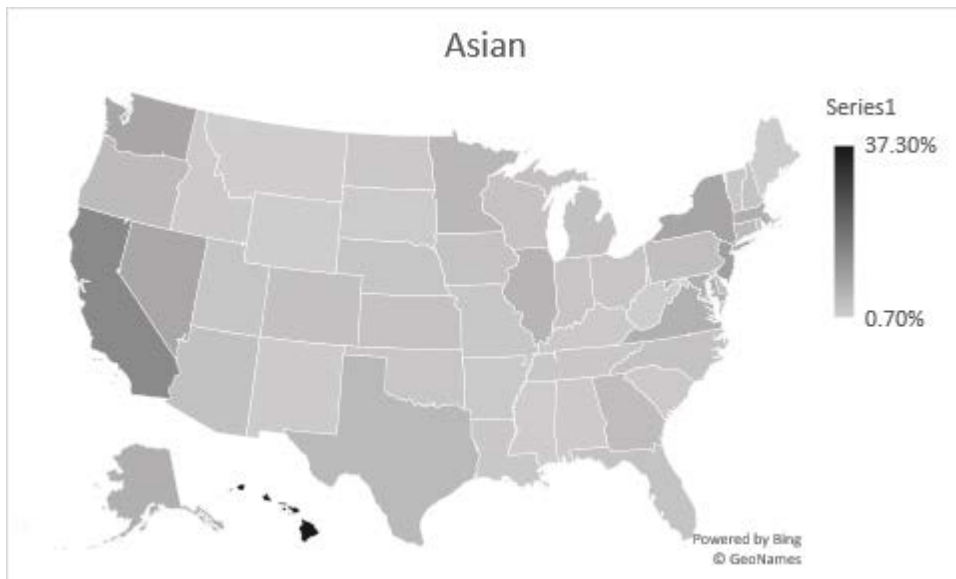 Asian
Series1
37.30%
0.70%
Powered by Bing
© GeoNames